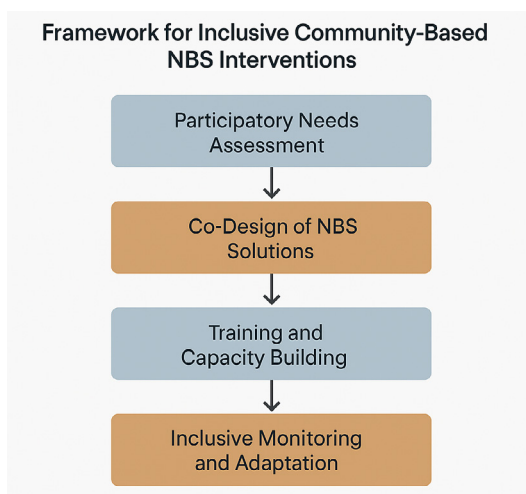 Framework for Inclusive Community-Based
NBS Interventions
Participatory Needs
Assessment
Co-Design of NBS
Solutions
Training and
Capacity Building
Inclusive Monitoring
and Adaptation